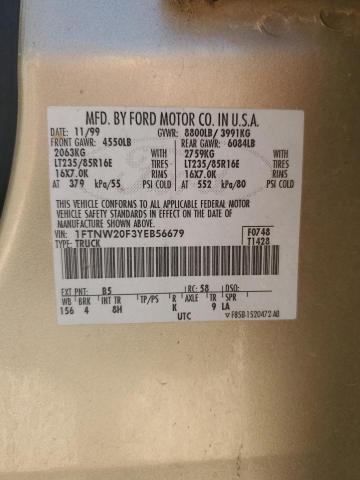 MFD. BY FORD MOTOR CO. IN U.S.A.
DATE: 11/99 GVWR: 8800LB/ 3991KG
FRONT GAWR: 4550LB REAR GAWR: 6084LB
2063KG WITH 2759KG WITH
LT235/85R16E TIRES LT235/85R16E TIRES
16X7.0K RIMS 16X7.0K RIMS
AT 379 kPa/55 PSI COLD AT 552 kPa/80 PSI COLD
THIS VEHICLE CONFORMS TO ALL APPLICABLE FEDERAL MOTOR
VEHICLE SAFETY STANDARDS IN EFFECT ON THE DATE OF
MANUFACTURE SHOWN ABOVE.
VIN: 1FTNW20F3YEB56679 F0748
TYPE: TRUCK T1428
EXT PNT: B5 RC: 58 DSO:
WB BRK INT TR TP/PS R AXLE TR SPR
156 4 8H K 9 LA
UTC F85B-1520472-AB